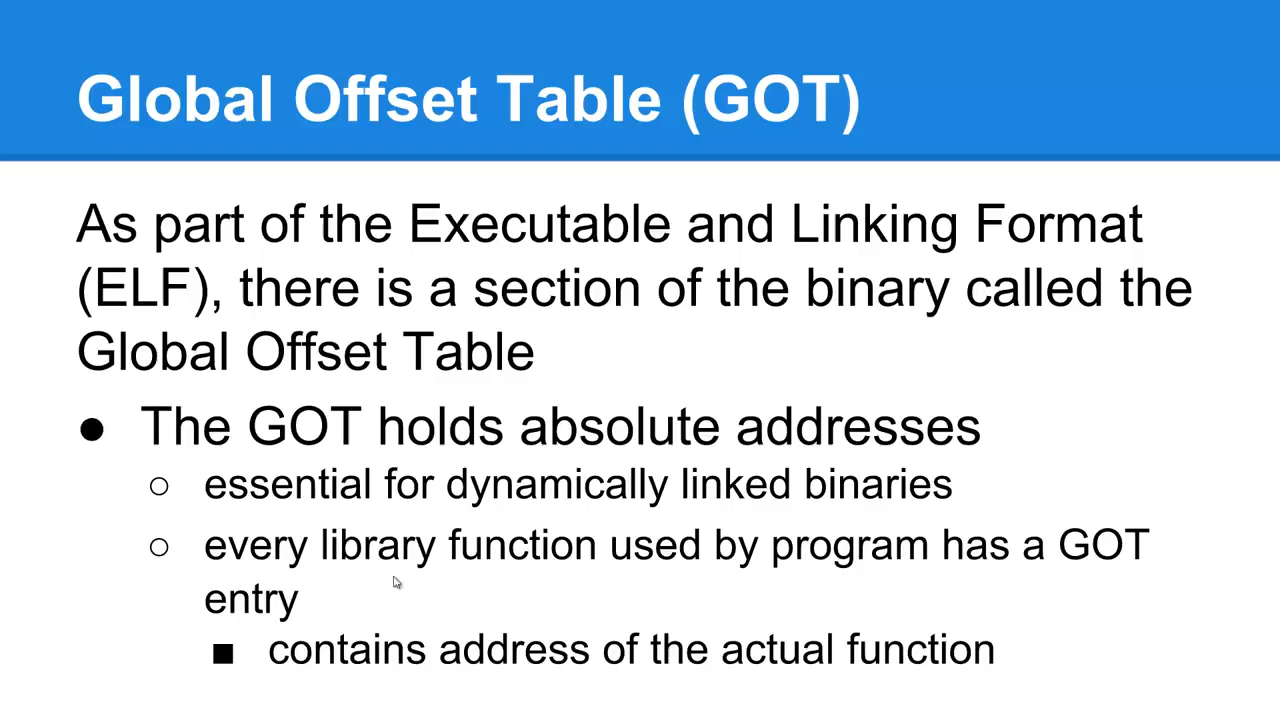 Global Offset Table (GOT)
As part of the Executable and Linking Format
(ELF), there is a section of the binary called the
Global Offset Table
● The GOT holds absolute addresses
○ essential for dynamically linked binaries
○ every library function used by program has a GOT
entry
■ contains address of the actual function